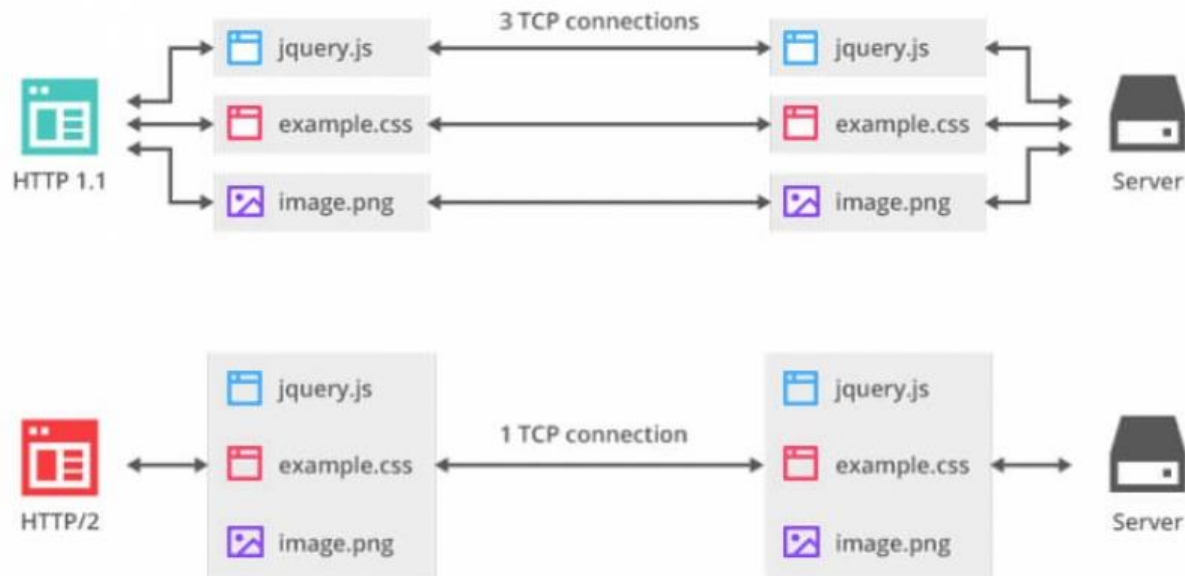 3 TCP connections
jquery.js jquery.js
example.css example.css
HTTP 1.1 Server
image.png image.png
jquery.js jquery.js
1 TCP connection
example.css example.css
HTTP/2 Server
image.png image.png